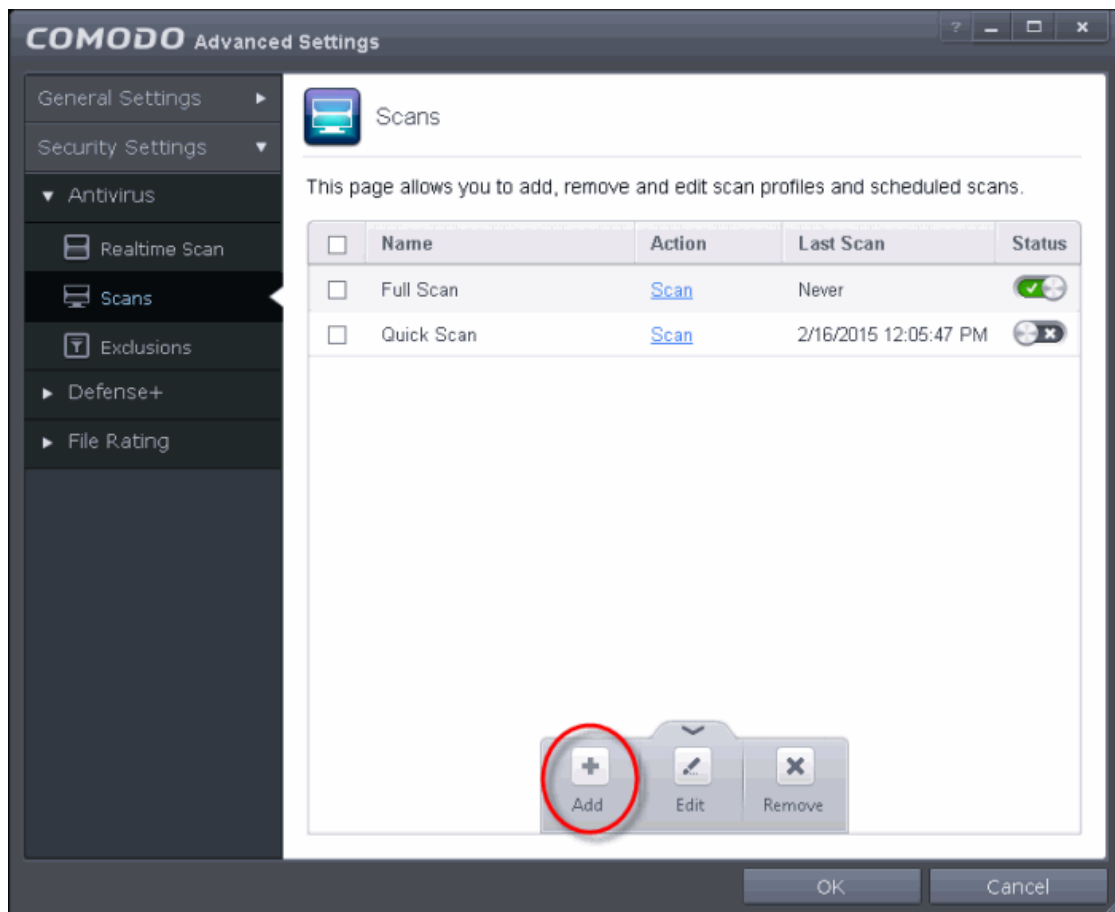 COMODO Advanced Settings
?
General Settings
Security Settings
Antivirus
Realtime Scan
Scans
Exclusions
Defense+
File Rating
Scans
This page allows you to add, remove and edit scan profiles and scheduled scans.
Name Action Last Scan Status
Full Scan Scan Never
Quick Scan Scan 2/16/2015 12:05:47 PM
Add Edit Remove
OK Cancel